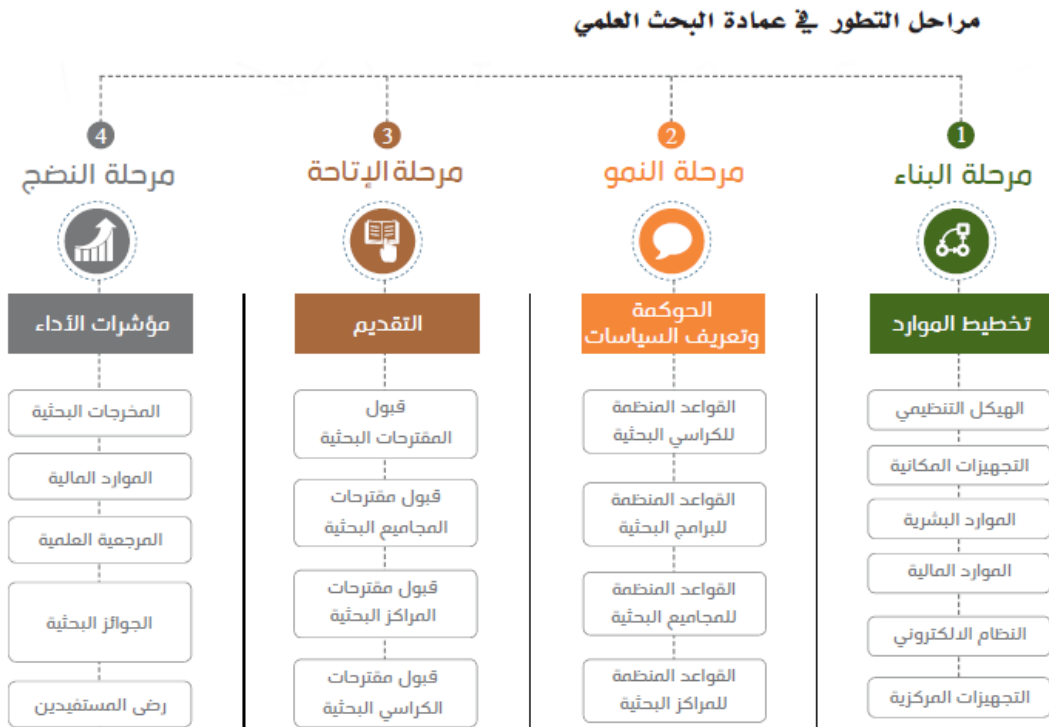 مراحل التطور في عمادة البحث العلمي
1
مرحلة البناء
تخطيط الموارد
الهيكل التنظيمي
التجهيزات المكانية
الموارد البشرية
الموارد المالية
النظام الالكتروني
التجهيزات المركزية
2
مرحلة النمو
الحوكمة
وتعريف السياسات
القواعد المنظمة
للكراسي البحثية
القواعد المنظمة
للبرامج البحثية
القواعد المنظمة
للمجاميع البحثية
القواعد المنظمة
للمراكز البحثية
3
مرحلة الإتاحة
التقديم
قبول
المقترحات البحثية
قبول مقترحات
المجاميع البحثية
قبول مقترحات
المراكز البحثية
قبول مقترحات
الكراسي البحثية
4
مرحلة النضج
مؤشرات الأداء
المخرجات البحثية
الموارد المالية
المرجعية العلمية
الجوائز البحثية
رضى المستفيدين